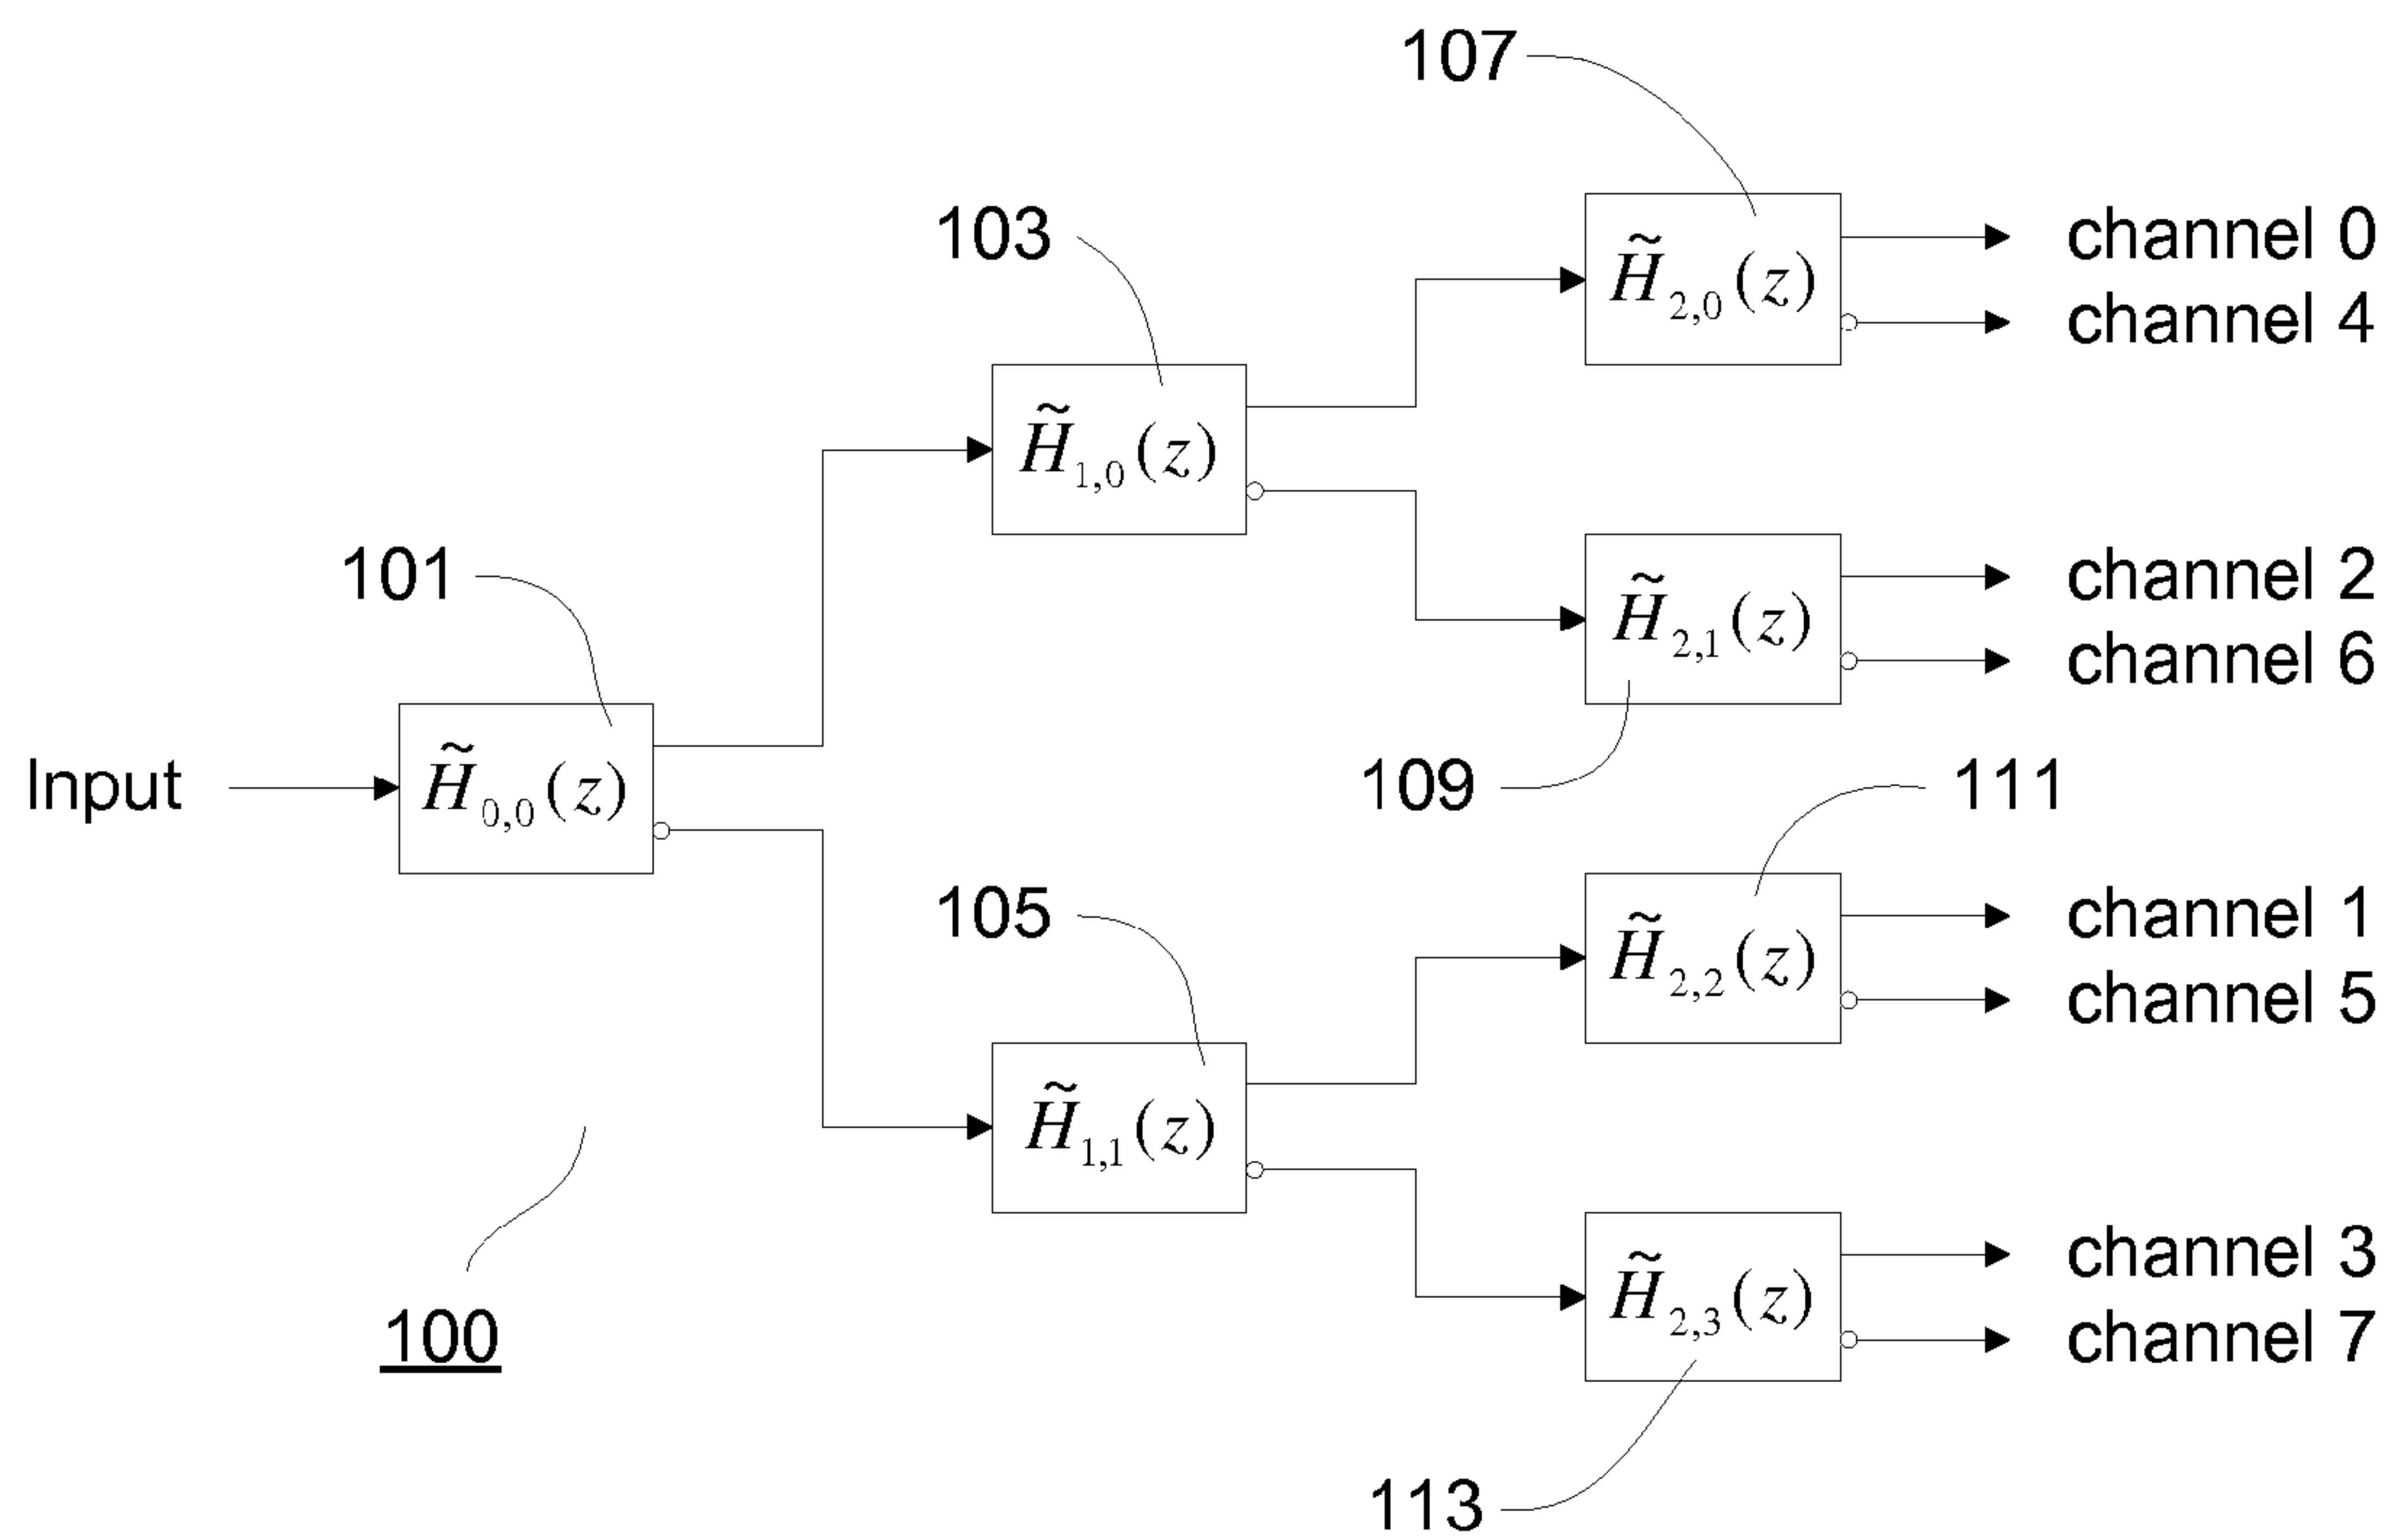 107
103
H̃2,0(z)
channel 0
channel 4
H̃1,0(z)
101
H̃2,1(z)
channel 2
channel 6
Input
H̃0,0(z)
109
111
105
H̃2,2(z)
channel 1
channel 5
H̃1,1(z)
100
H̃2,3(z)
channel 3
channel 7
113